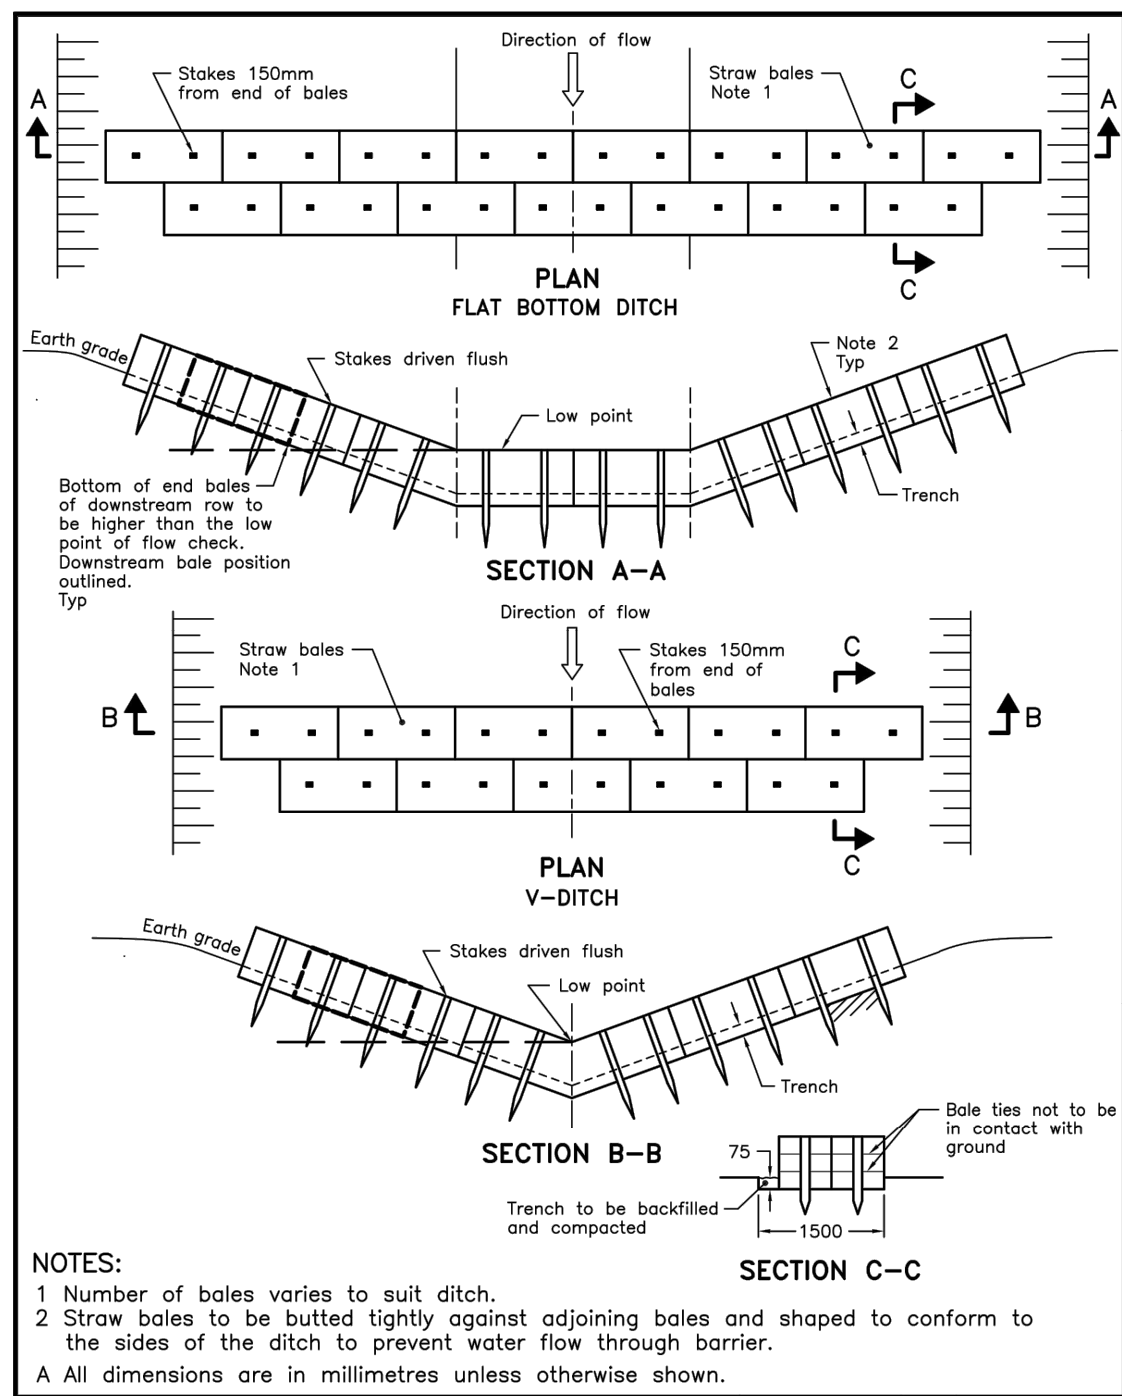 Direction of flow
Stakes 150mm
from end of bales
Straw bales
Note 1
C
A
A
C
PLAN
FLAT BOTTOM DITCH
Earth grade
Stakes driven flush
Note 2
Typ
Low point
Trench
Bottom of end bales
of downstream row to
be higher than the low
point of flow check.
Downstream bale position
outlined.
Typ
SECTION A-A
Direction of flow
Straw bales
Note 1
Stakes 150mm
from end of
bales
C
B
B
C
PLAN
V-DITCH
Earth grade
Stakes driven flush
Low point
Trench
SECTION B-B
Bale ties not to be
in contact with
ground
75
Trench to be backfilled
and compacted
1500
SECTION C-C
NOTES:
1 Number of bales varies to suit ditch.
2 Straw bales to be butted tightly against adjoining bales and shaped to conform to
the sides of the ditch to prevent water flow through barrier.
A All dimensions are in millimetres unless otherwise shown.